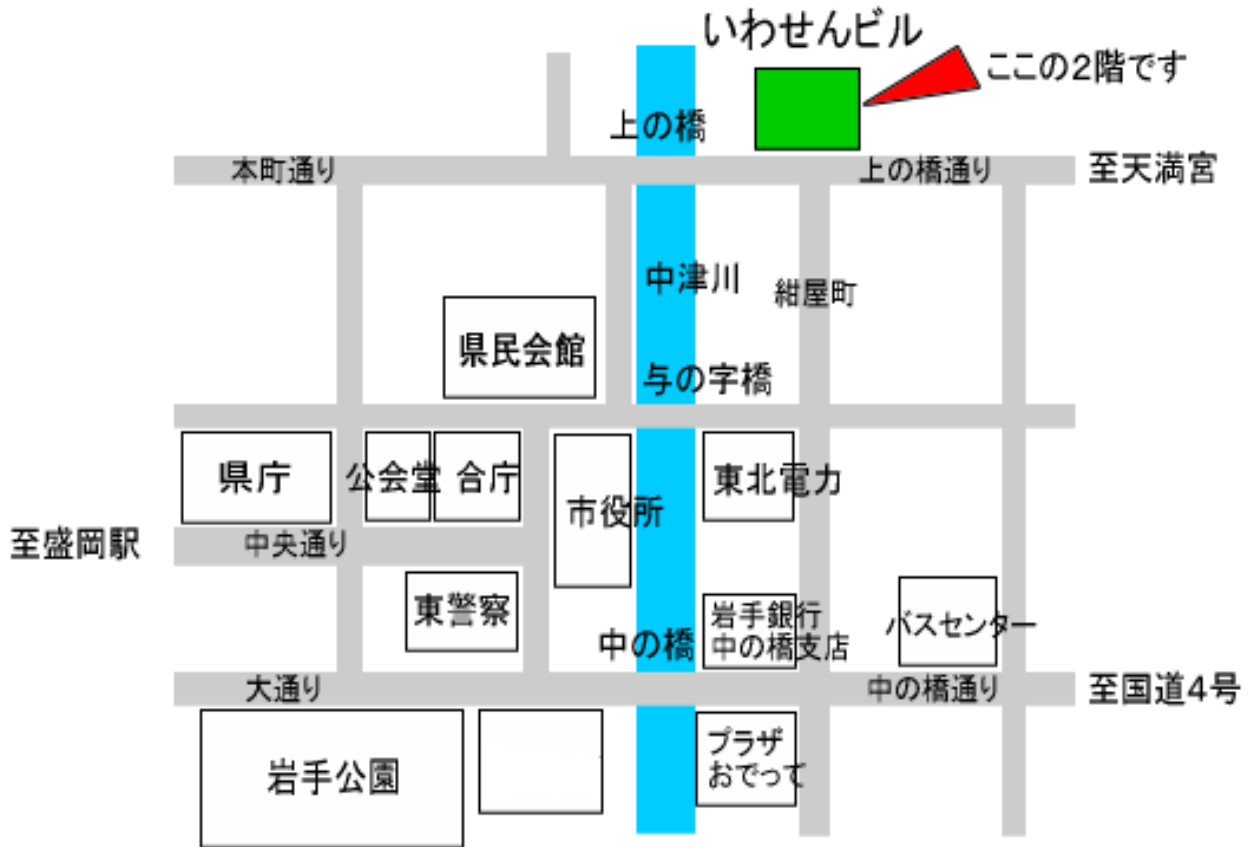 いわせんビル
ここの2階です
上の橋
本町通り
上の橋通り
至天満宮
中津川
紺屋町
県民会館
与の字橋
県庁
公会堂
合庁
市役所
東北電力
至盛岡駅
中央通り
東警察
中の橋
岩手銀行
中の橋支店
バスセンター
大通り
中の橋通り
至国道4号
岩手公園
プラザ
おでって